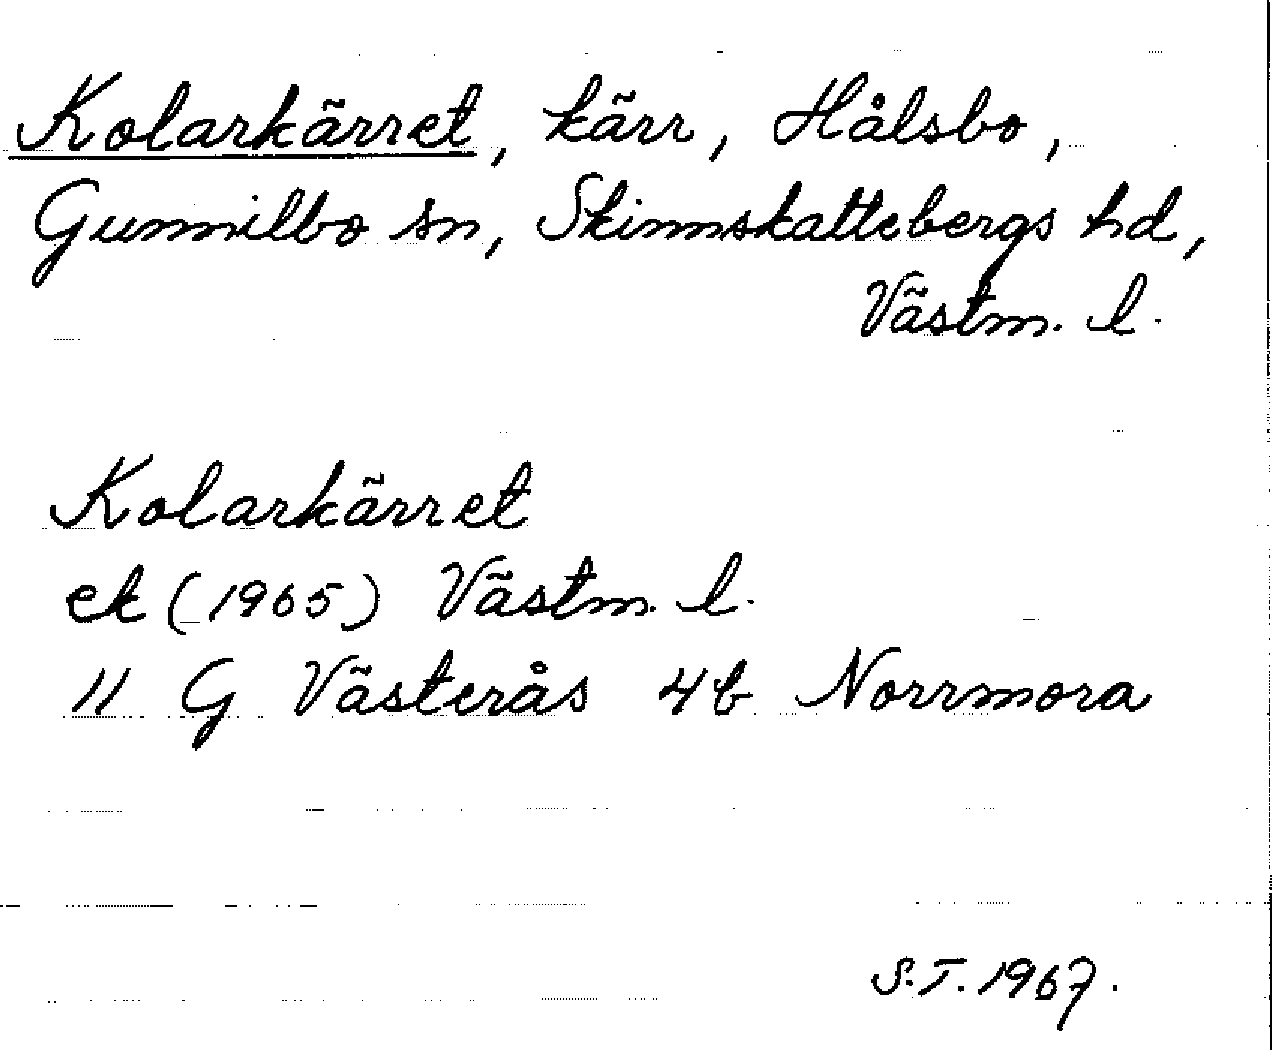 Kolarkärret, kärr, Hålsbo,
Gunnilbo sn, Skinnskattebergs hd,
Västm. l.
Kolarkärret
ek (1965) Västm. l.
11 G Västerås 4b Norrmora
S.T. 1967.